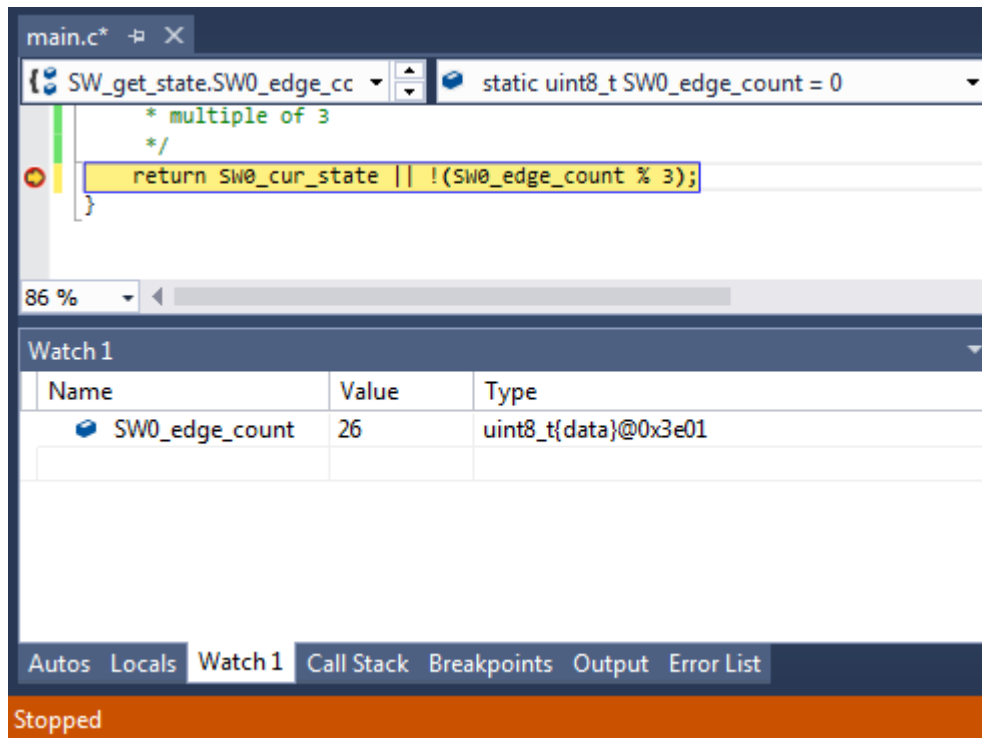 main.c*
SW_get_state.SW0_edge_cc static uint8_t SW0_edge_count = 0
* multiple of 3
*/
return SW0_cur_state || !(SW0_edge_count % 3);
}
86 %
Watch 1
Name Value Type
SW0_edge_count 26 uint8_t{data}@0x3e01
Autos Locals Watch 1 Call Stack Breakpoints Output Error List
Stopped